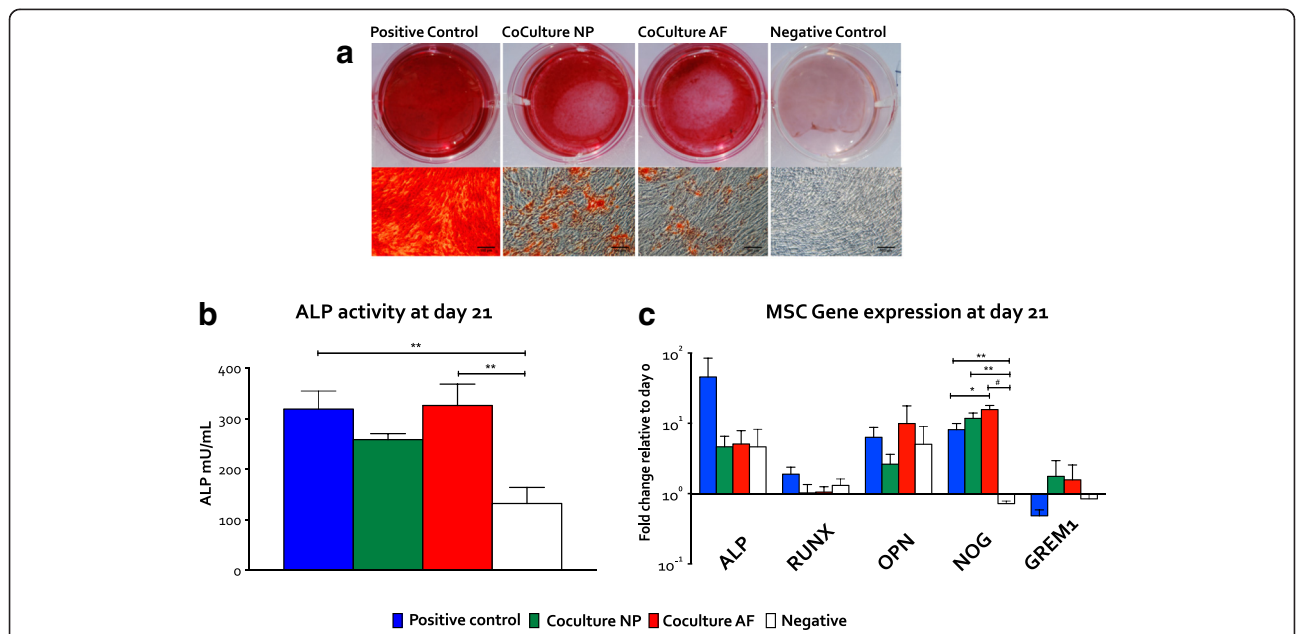 Positive Control CoCulture NP CoCulture AF Negative Control
a
b ALP activity at day 21
** 
**
ALP mU/mL
400
300
200
100
0
c MSC Gene expression at day 21
Fold change relative to day 0
10²
10¹
10⁰
10⁻¹
**
**
#
*
ALP RUNX OPN NOG GREM1
Positive control Coculture NP Coculture AF Negative